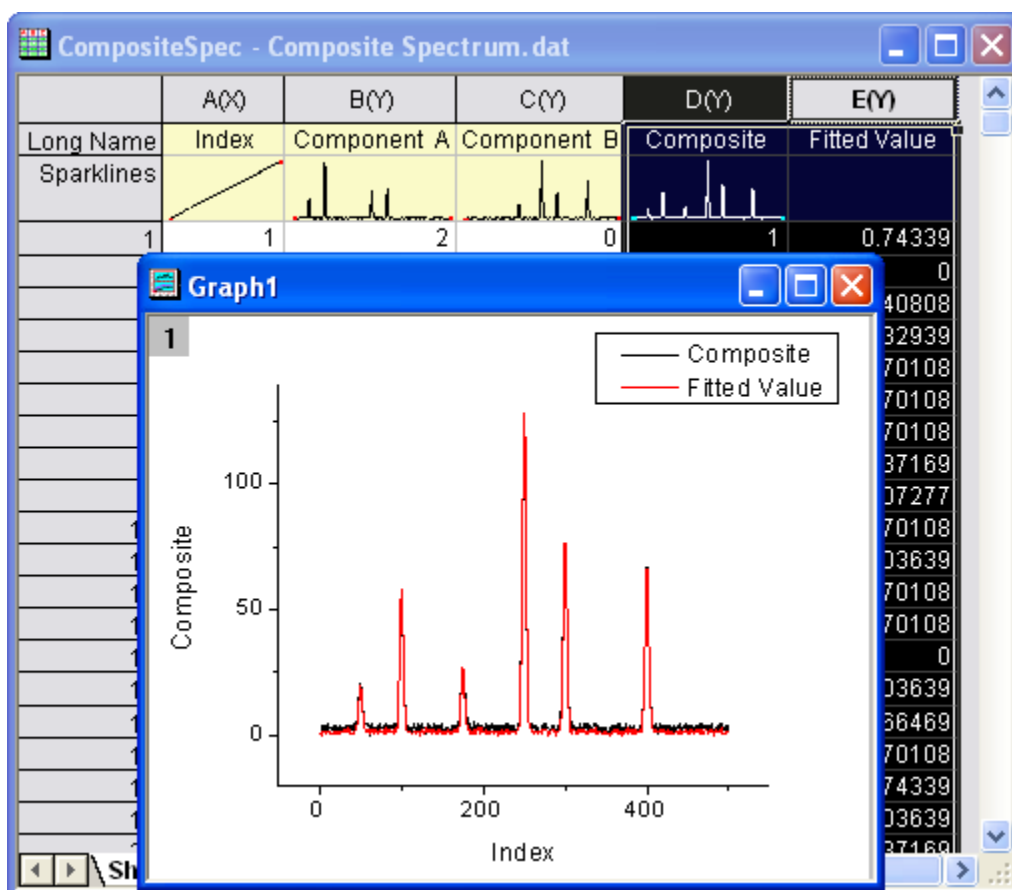 CompositeSpec - Composite Spectrum.dat
A(X) B(Y) C(Y) D(Y) E(Y)
Long Name Index Component A Component B Composite Fitted Value
Sparklines
1 1 2 0 1 0.74339
Graph1
0
40808
1
32939
Composite
70108
Fitted Value
70108
70108
37169
100
07277
70108
03639
50
70108
70108
0
0
03639
66469
70108
0 200 400
74339
03639
Index
37169
Sh
Composite